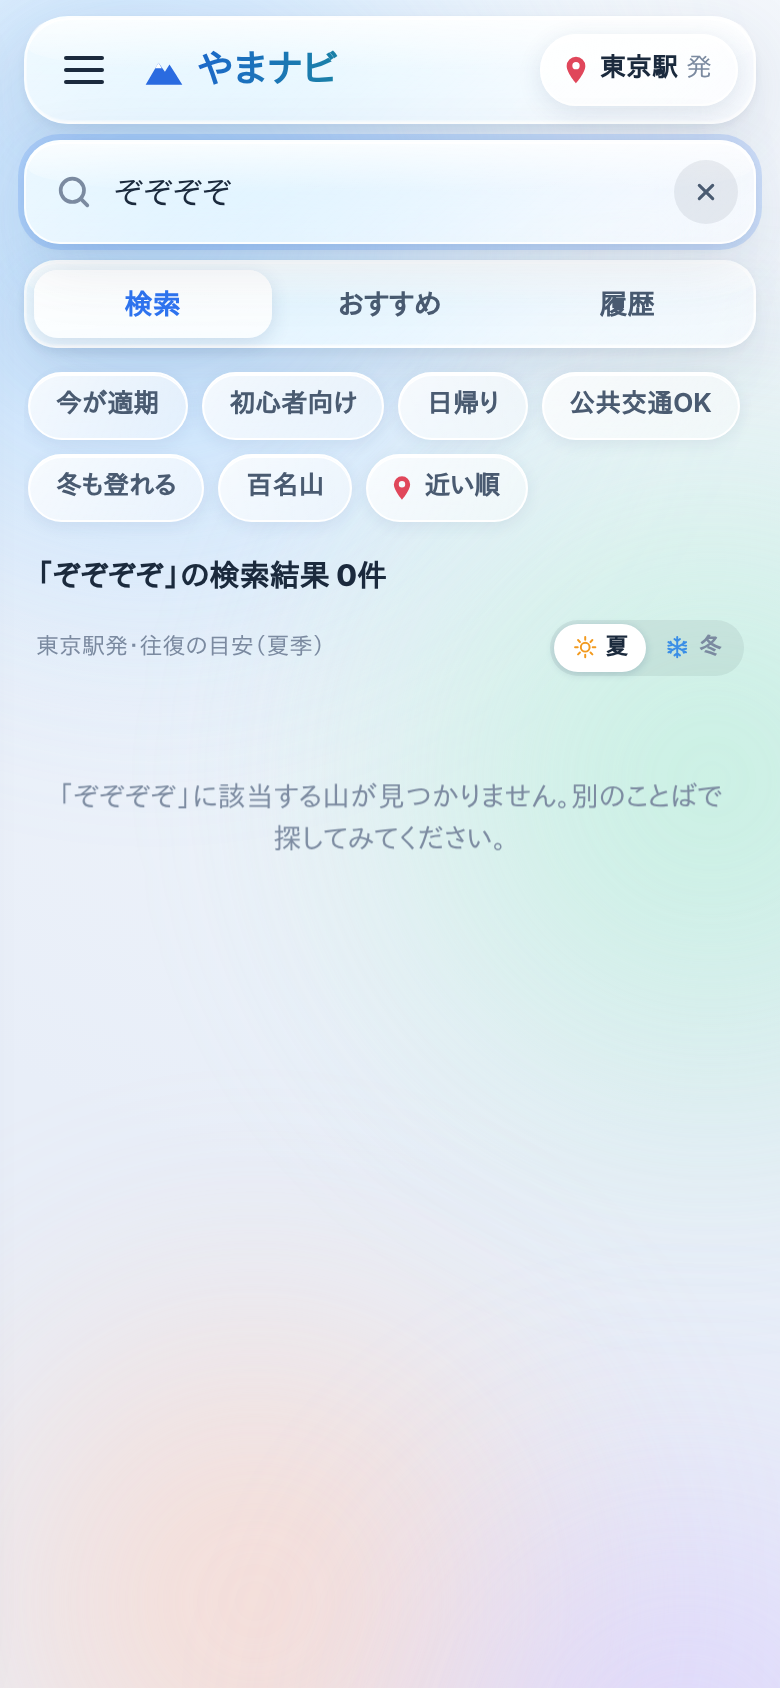 やまナビ
東京駅 発
ぞぞぞぞ
検索 おすすめ 履歴
今が適期 初心者向け 日帰り 公共交通OK
冬も登れる 百名山 近い順
「ぞぞぞぞ」の検索結果 0件
東京駅発・往復の目安（夏季）
夏 冬
「ぞぞぞぞ」に該当する山が見つかりません。別のことばで
探してみてください。